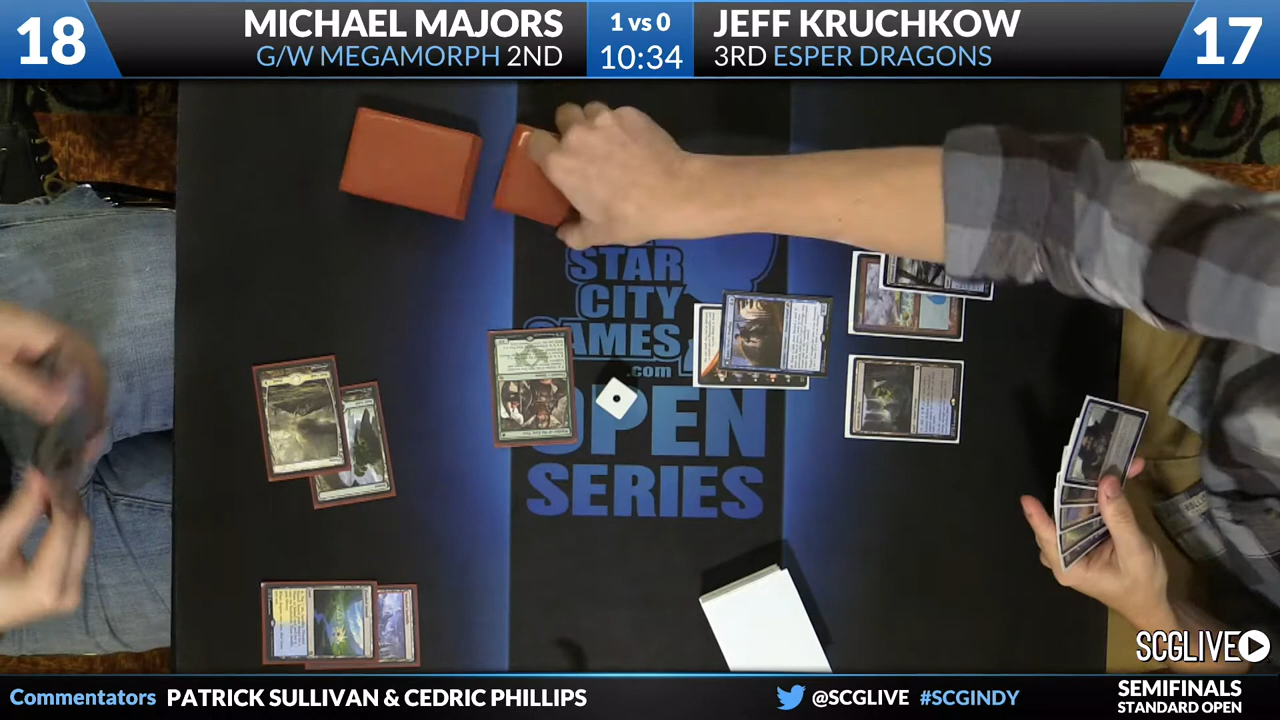 18
MICHAEL MAJORS
G/W MEGAMORPH 2ND
1 vs 0
10:34
JEFF KRUCHKOW
3RD ESPER DRAGONS
17
STAR
CITY
GAMES
.com
OPEN
SERIES
SCGLIVE
Commentators PATRICK SULLIVAN & CEDRIC PHILLIPS
@SCGLIVE #SCGINDY
SEMIFINALS
STANDARD OPEN